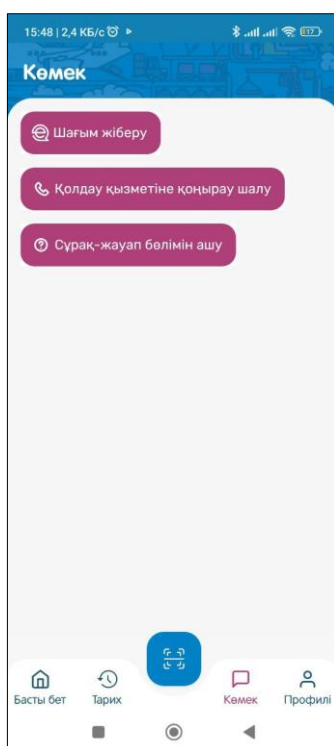 15:48 | 2,4 КБ/с
Көмек
Шағым жіберу
Қолдау қызметіне қоңырау шалу
Сұрақ-жауап бөлімін ашу
Басты бет
Тарих
Көмек
Профилі